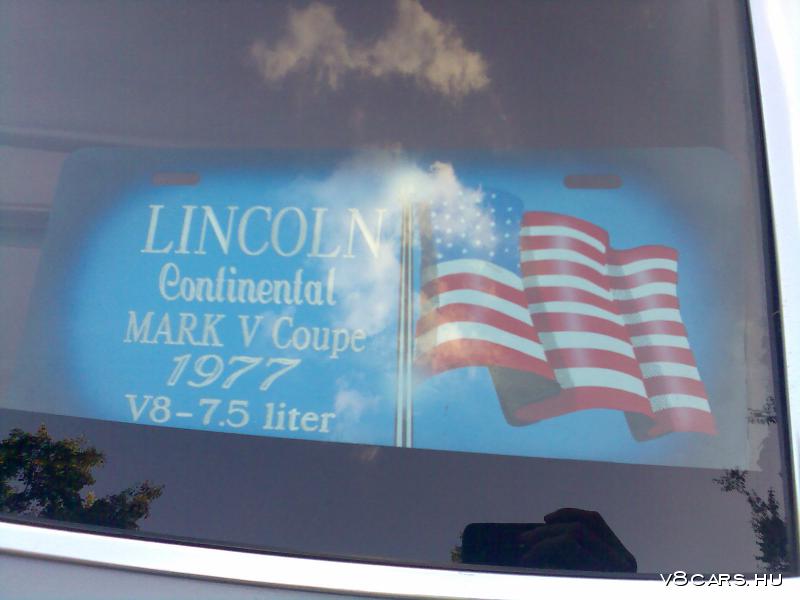 LINCOLN
Continental
MARK V Coupe
1977
V8-7.5 liter
V8CARS.HU